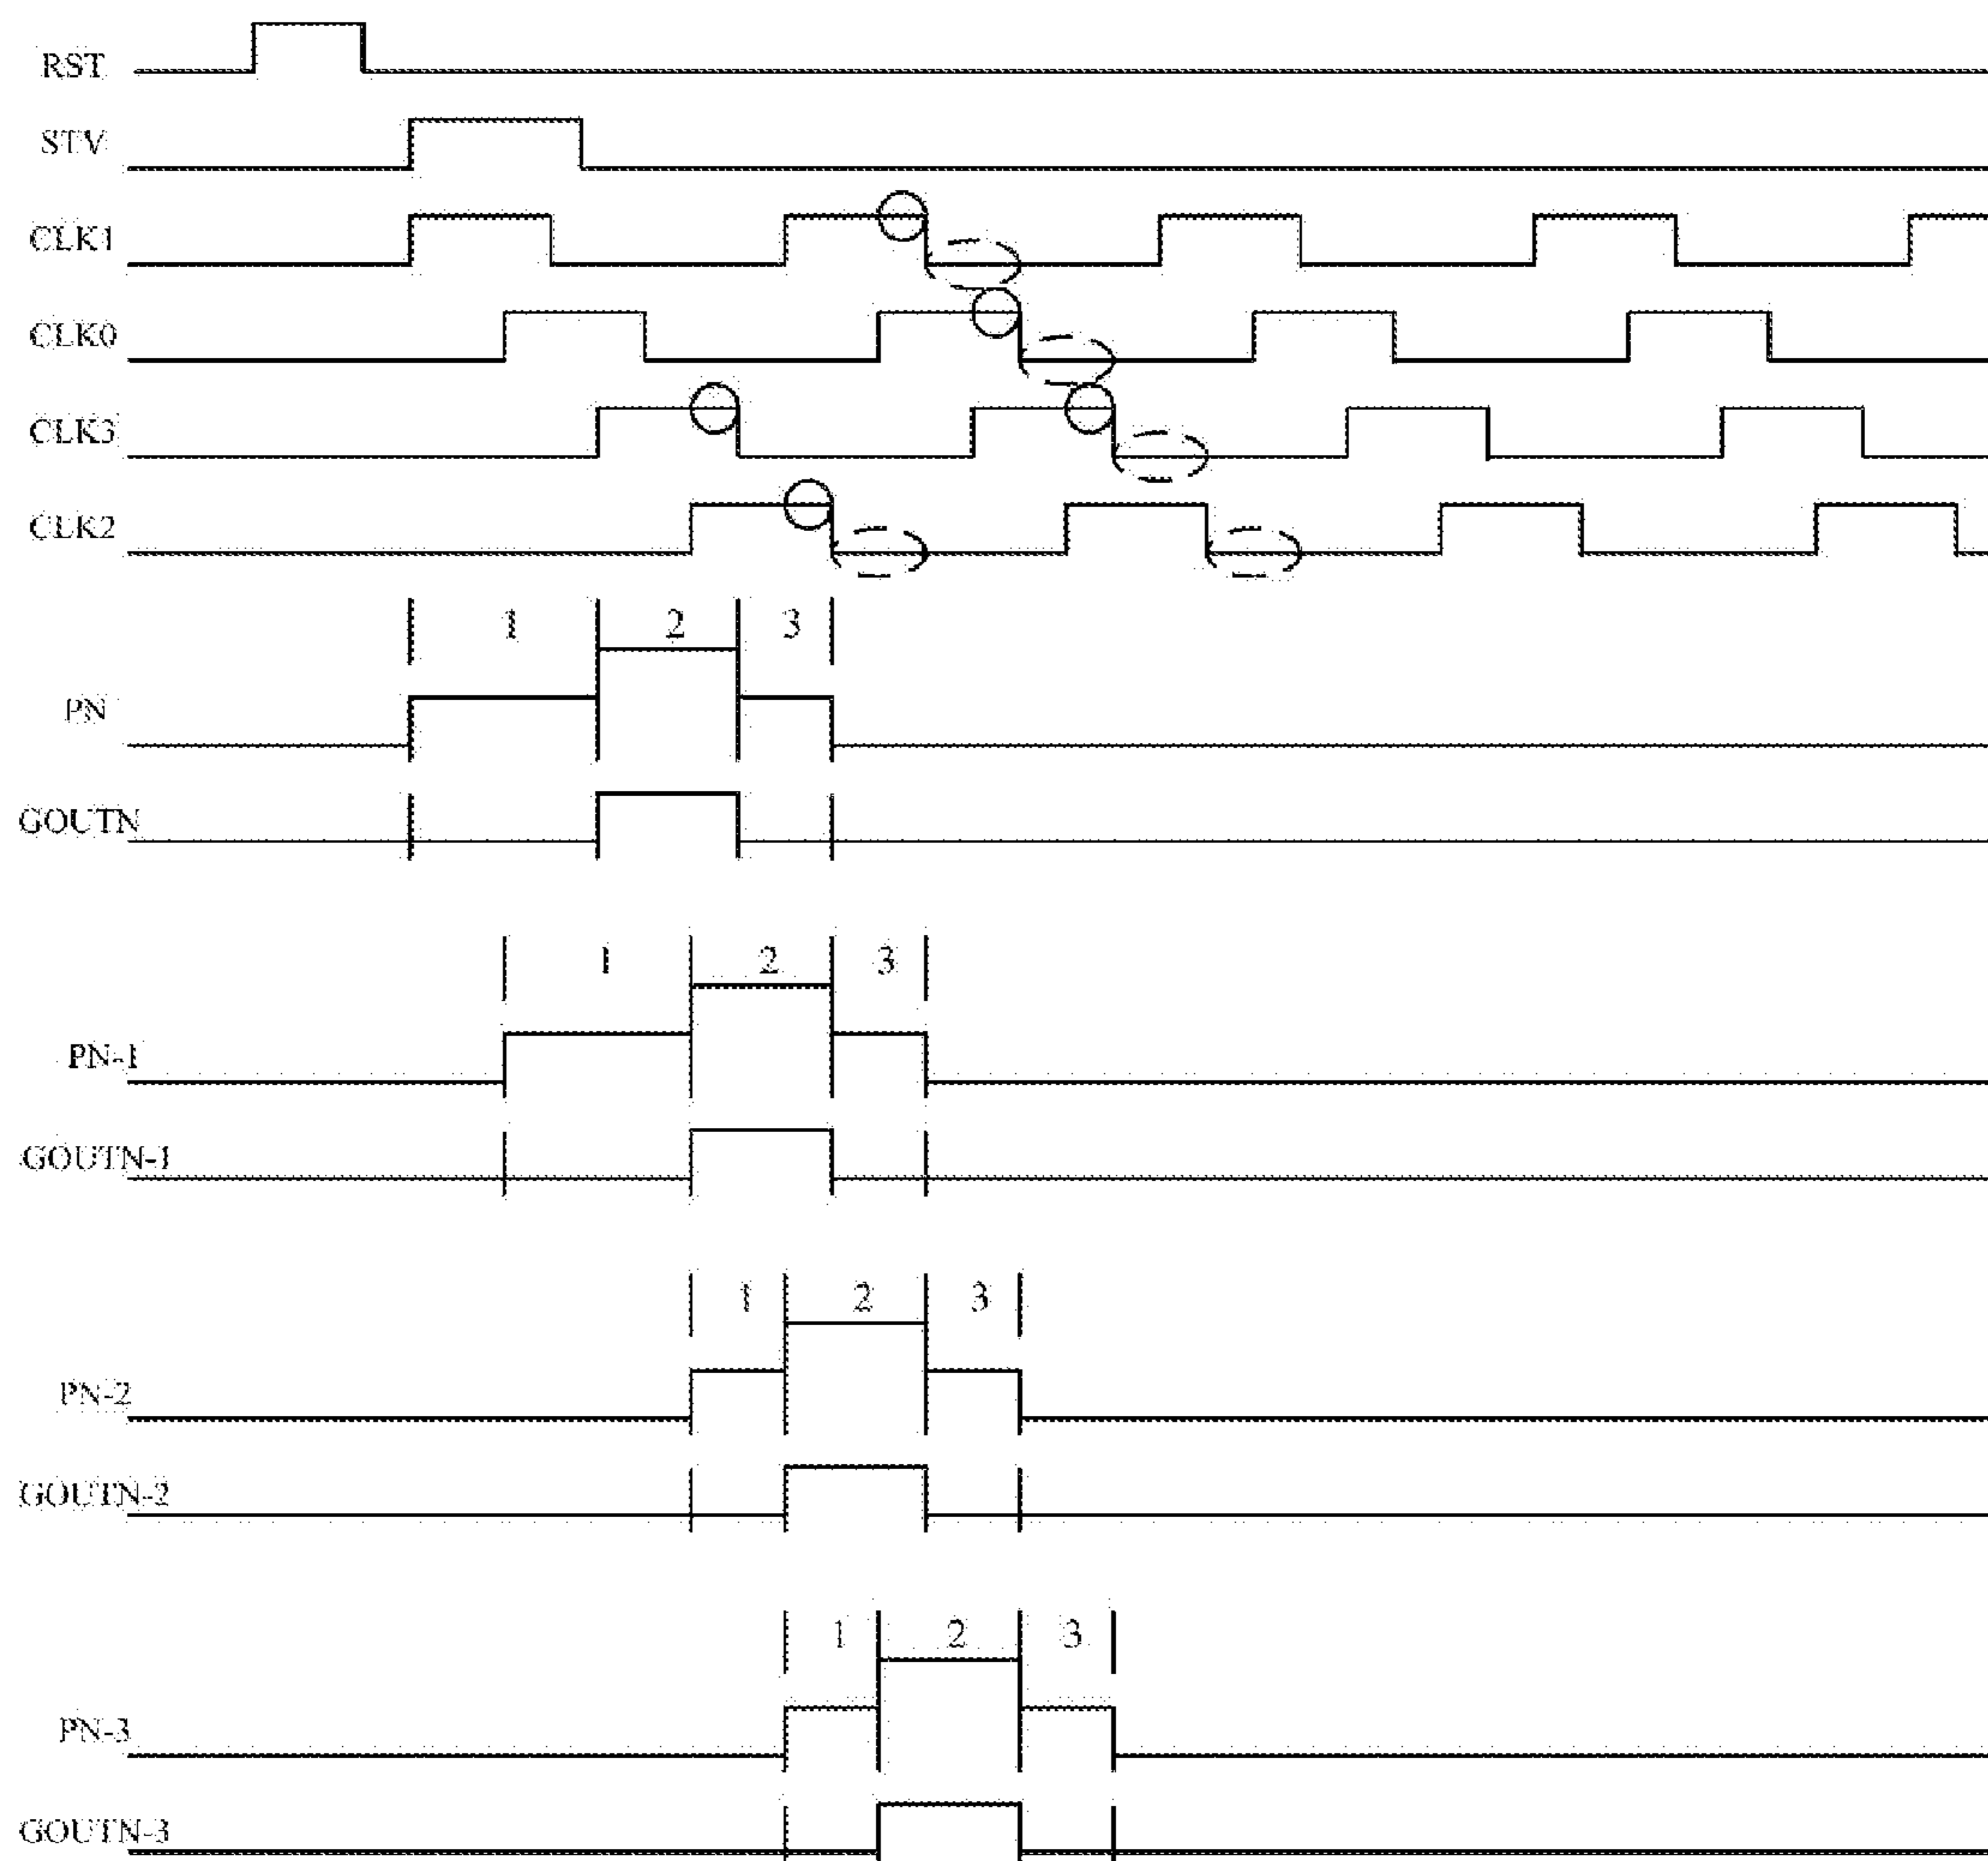 RST
STV
CLK1
CLK0
CLK3
CLK2
1 2 3
PN
GOUTN
1 2 3
PN-1
GOUTN-1
1 2 3
PN-2
GOUTN-2
1 2 3
PN-3
GOUTN-3